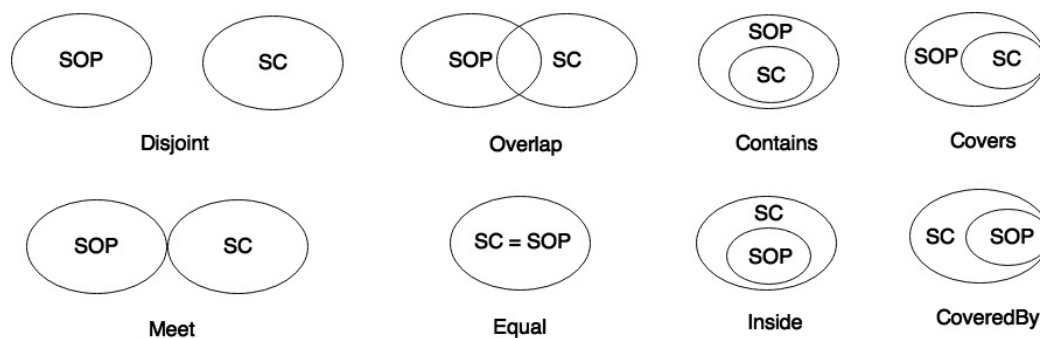 SOP SC
Disjoint
SOP SC
Overlap
SOP
SC
Contains
SOP SC
Covers
SOP SC
Meet
SC = SOP
Equal
SC
SOP
Inside
SC SOP
CoveredBy